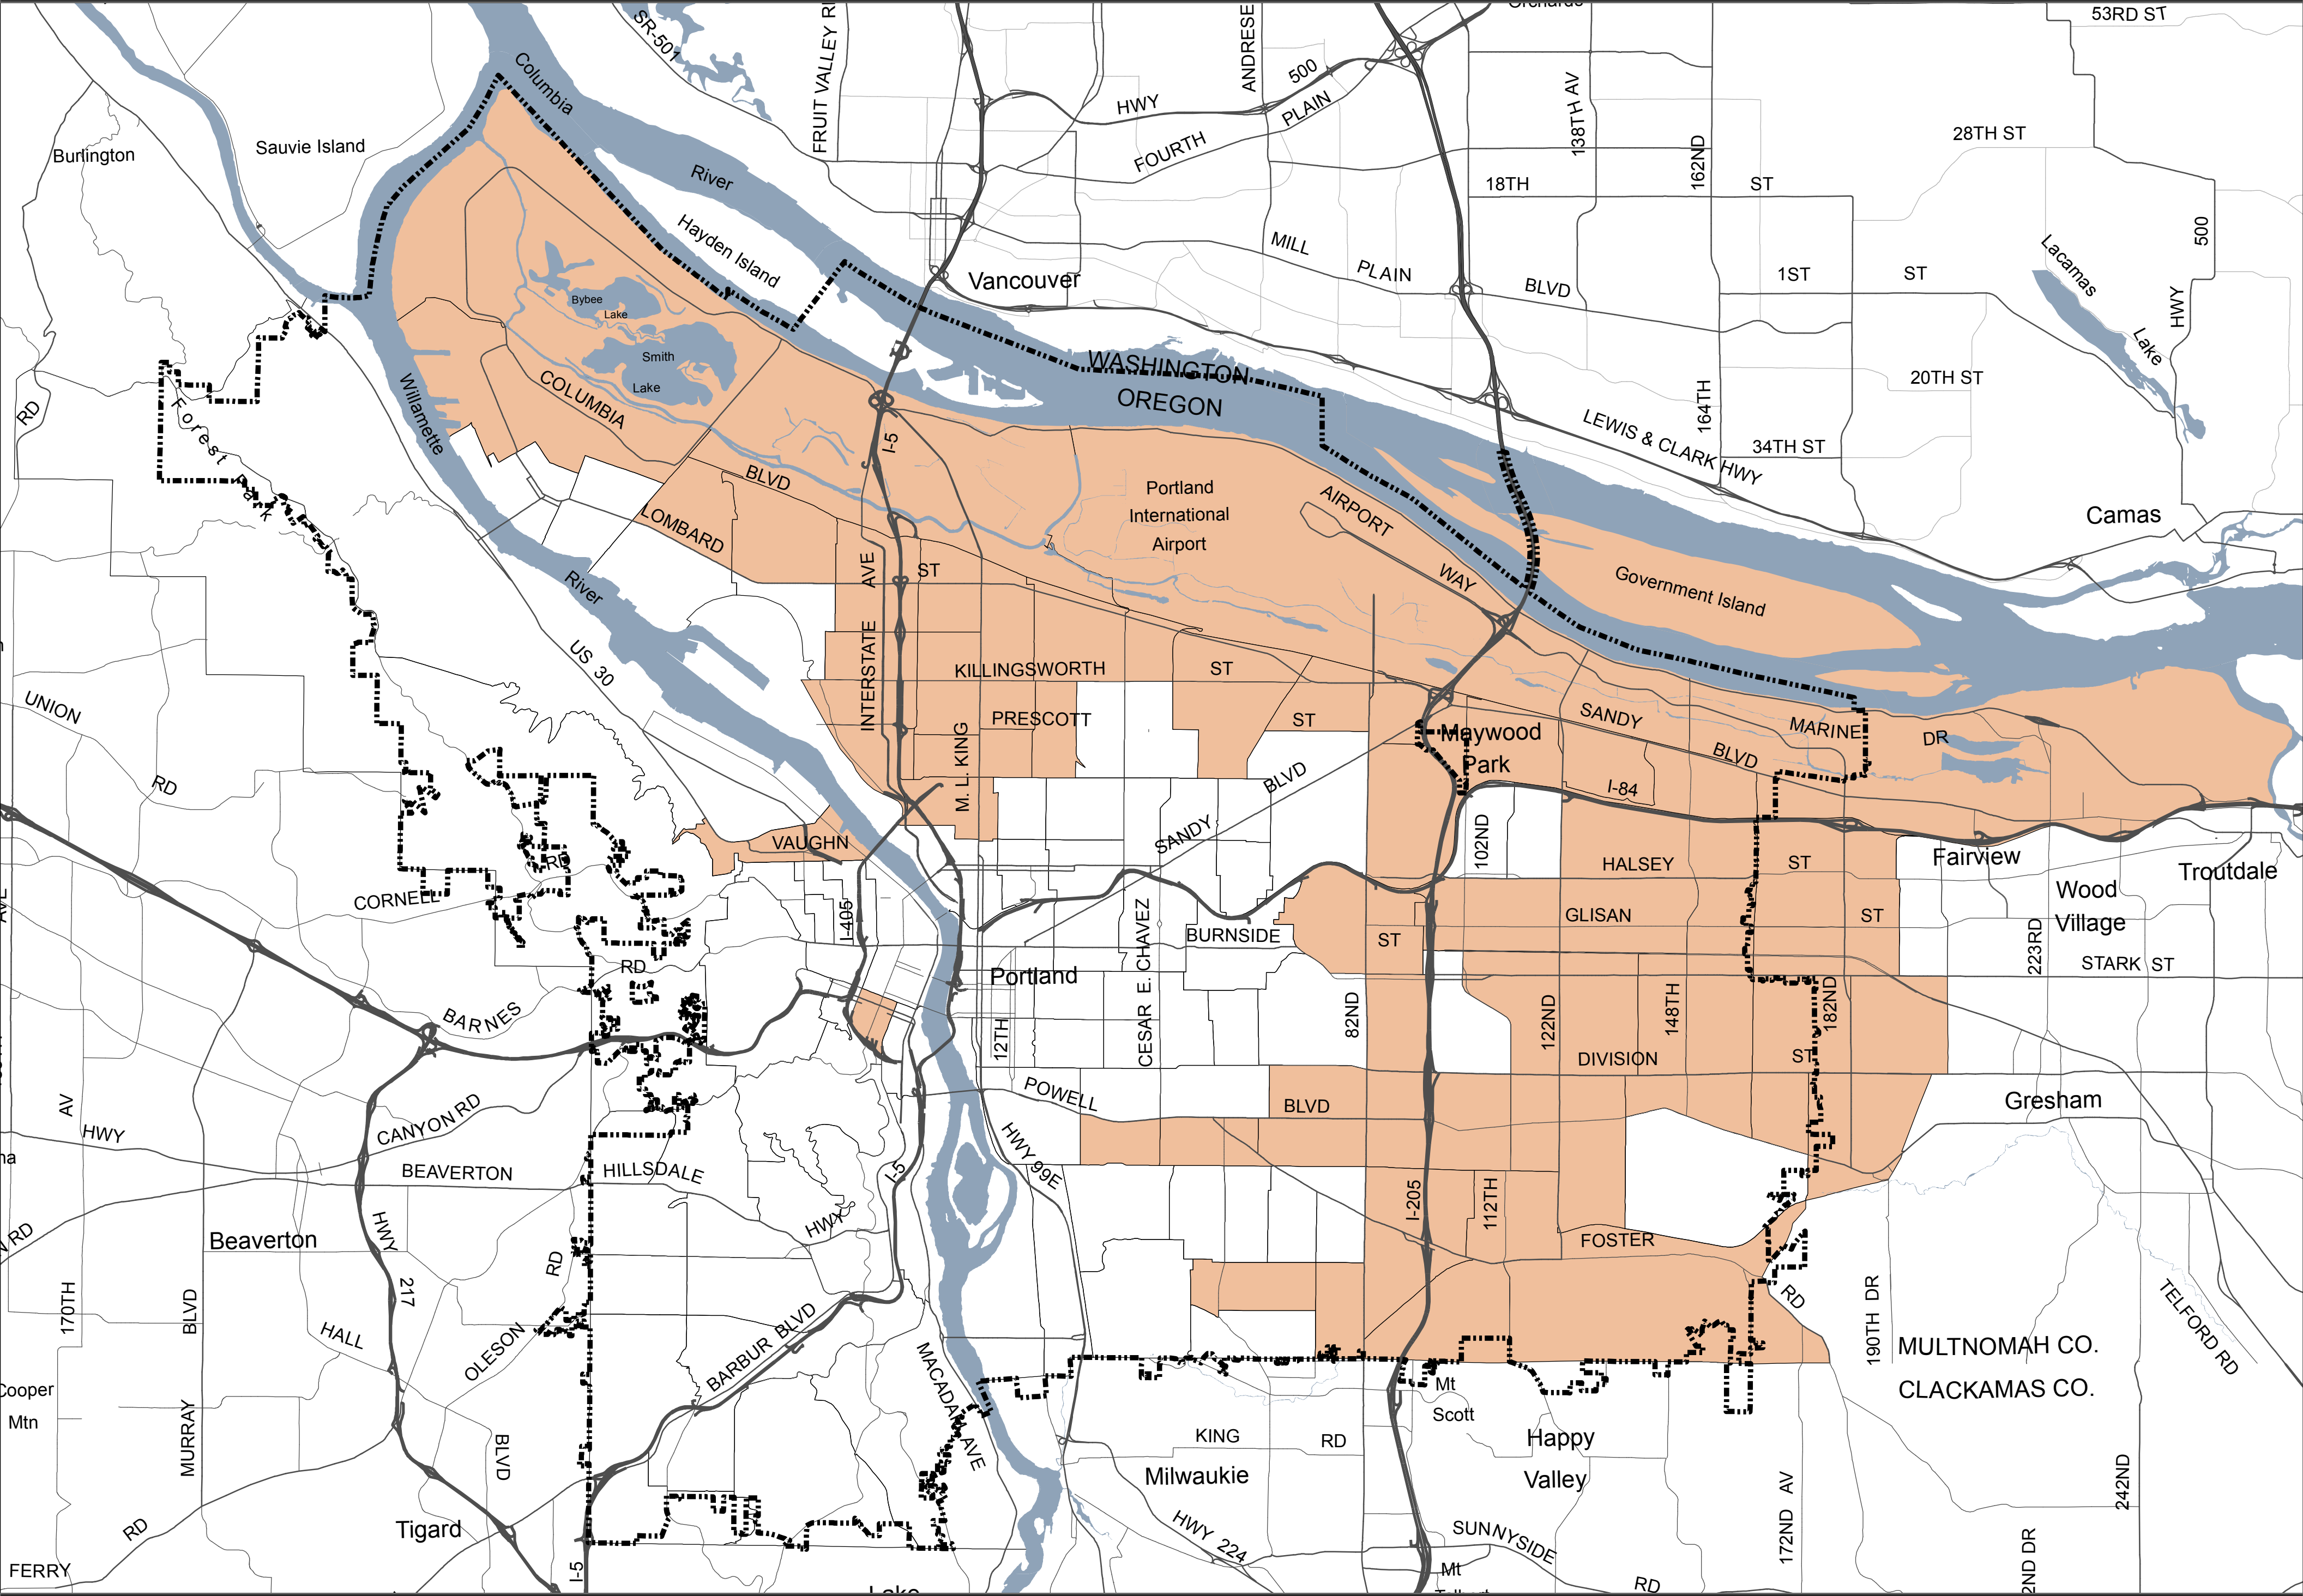 SR-501
FRUIT VALLEY R
ANDRESE
53RD ST
Columbia
500
HWY
PLAIN
FOURTH
138TH AV
162ND
28TH ST
Burlington
Sauvie Island
River
18TH
ST
Hayden Island
500
HWY
Lacamas
Lake
MILL
PLAIN
BLVD
1ST
ST
Vancouver
Bybee
Lake
Smith
Lake
WASHINGTON
OREGON
20TH ST
164TH
RD
Forest Park
Willamette
COLUMBIA
BLVD
I-5
LEWIS & CLARK HWY
34TH ST
LOMBARD
ST
Portland
International
Airport
AIRPORT
WAY
Camas
River
Government Island
INTERSTATE AVE
US 30
KILLINGSWORTH
ST
UNION
RD
PRESCOTT
ST
M. L. KING
Maywood
Park
SANDY
BLVD
MARINE
DR
I-84
SANDY
BLVD
VAUGHN
102ND
HALSEY
ST
Fairview
Troutdale
Wood
Village
RD
CORNELL
I-405
GLISAN
ST
BURNSIDE
ST
223RD
STARK ST
RD
Portland
CESAR E. CHAVEZ
82ND
122ND
148TH
182ND
BARNES
12TH
DIVISION
ST
AV
HWY
CANYON RD
POWELL
BLVD
Gresham
BEAVERTON
HILLSDALE
HWY
I-5
HWY 99E
I-205
112TH
Beaverton
HWY
217
RD
FOSTER
RD
170TH
BLVD
HALL
OLESON
BARBUR BLVD
190TH DR
MULTNOMAH CO.
CLACKAMAS CO.
TELFORD RD
MACADAM AVE
Cooper
Mtn
MURRAY
BLVD
Mt
Scott
KING
RD
Happy
Valley
Milwaukie
172ND AV
242ND
Tigard
RD
FERRY
I-5
HWY 224
SUNNYSIDE
RD
Mt
2ND DR